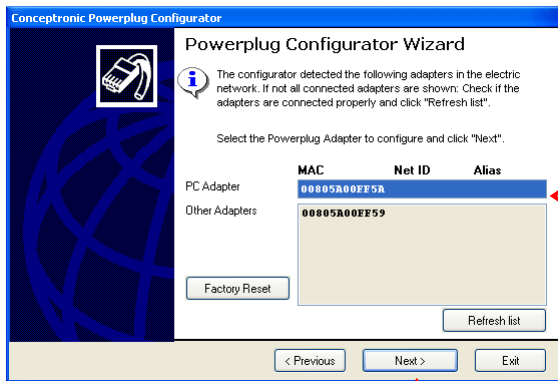 Conceptronic Powerplug Configurator
Powerplug Configurator Wizard
The configurator detected the following adapters in the electric
network. If not all connected adapters are shown: Check if the
adapters are connected properly and click "Refresh list".
Select the Powerplug Adapter to configure and click "Next".
MAC Net ID Alias
PC Adapter 00805A00FF5A
Other Adapters 00805A00FF59
Factory Reset
Refresh list
< Previous Next > Exit